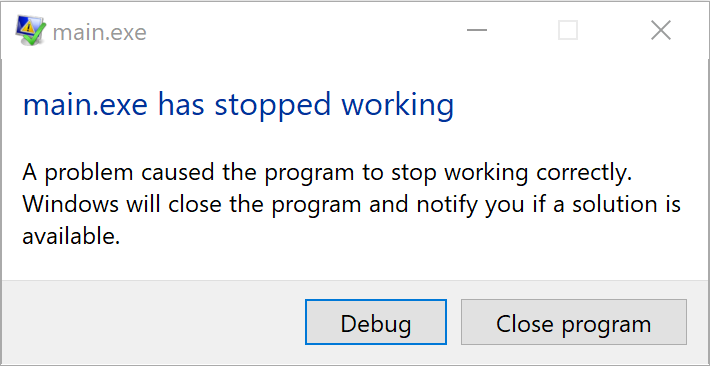 main.exe
main.exe has stopped working
A problem caused the program to stop working correctly.
Windows will close the program and notify you if a solution is
available.
Debug
Close program